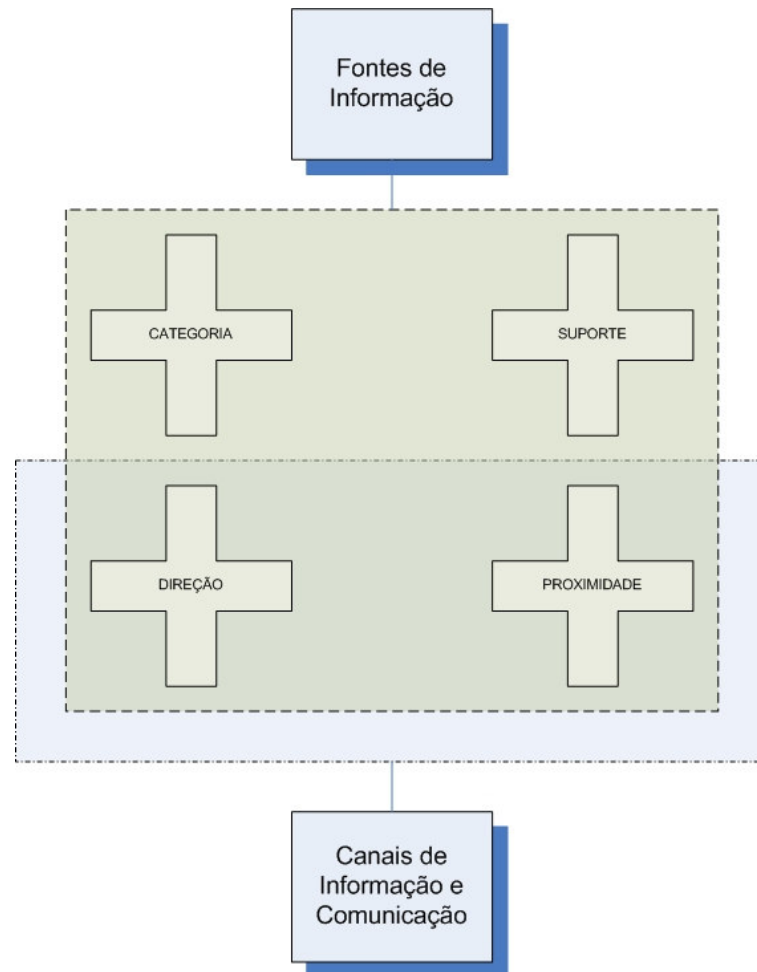 Fontes de
Informação
CATEGORIA
SUPORTE
DIREÇÃO
PROXIMIDADE
Canais de
Informação e
Comunicação